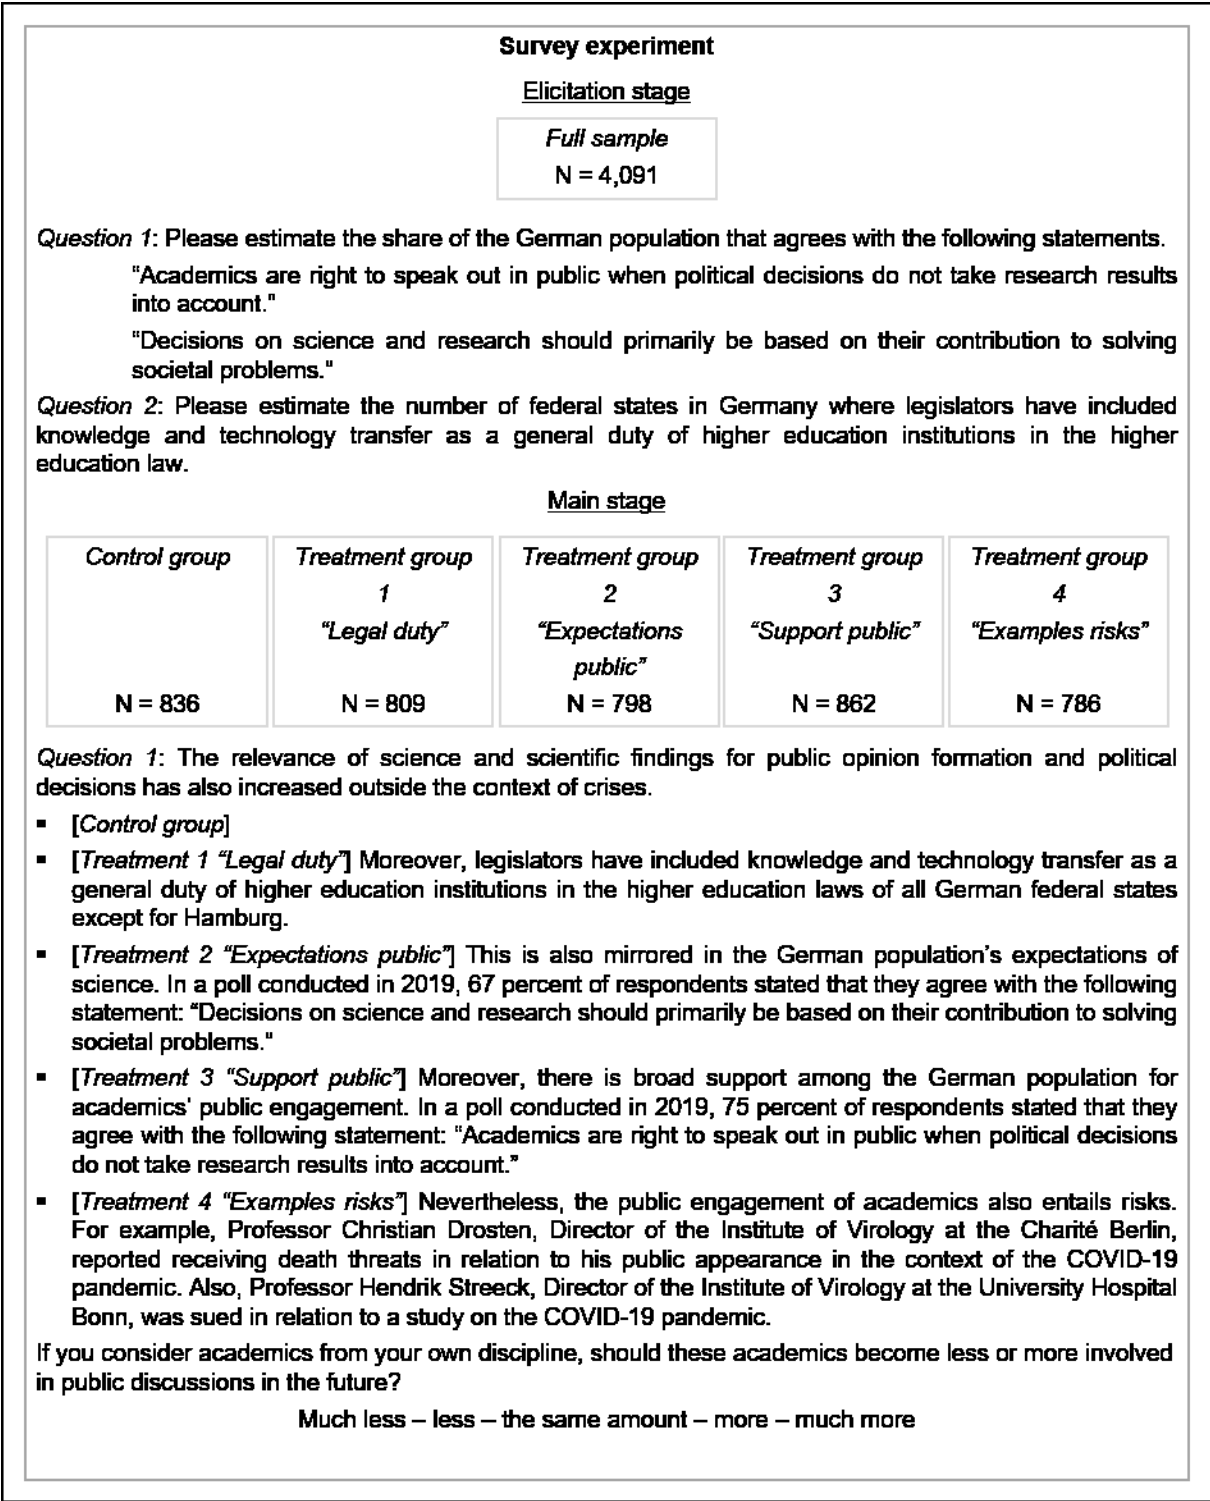 Survey experiment
Elicitation stage
Full sample
N = 4,091
Question 1: Please estimate the share of the German population that agrees with the following statements.
"Academics are right to speak out in public when political decisions do not take research results
into account."
"Decisions on science and research should primarily be based on their contribution to solving
societal problems."
Question 2: Please estimate the number of federal states in Germany where legislators have included
knowledge and technology transfer as a general duty of higher education institutions in the higher
education law.
Main stage
Control group
N = 836
Treatment group
1
"Legal duty"
N = 809
Treatment group
2
"Expectations
public"
N = 798
Treatment group
3
"Support public"
N = 862
Treatment group
4
"Examples risks"
N = 786
Question 1: The relevance of science and scientific findings for public opinion formation and political
decisions has also increased outside the context of crises.
▪ [Control group]
▪ [Treatment 1 "Legal duty"] Moreover, legislators have included knowledge and technology transfer as a
general duty of higher education institutions in the higher education laws of all German federal states
except for Hamburg.
▪ [Treatment 2 "Expectations public"] This is also mirrored in the German population's expectations of
science. In a poll conducted in 2019, 67 percent of respondents stated that they agree with the following
statement: "Decisions on science and research should primarily be based on their contribution to solving
societal problems."
▪ [Treatment 3 "Support public"] Moreover, there is broad support among the German population for
academics' public engagement. In a poll conducted in 2019, 75 percent of respondents stated that they
agree with the following statement: "Academics are right to speak out in public when political decisions
do not take research results into account."
▪ [Treatment 4 "Examples risks"] Nevertheless, the public engagement of academics also entails risks.
For example, Professor Christian Drosten, Director of the Institute of Virology at the Charité Berlin,
reported receiving death threats in relation to his public appearance in the context of the COVID-19
pandemic. Also, Professor Hendrik Streeck, Director of the Institute of Virology at the University Hospital
Bonn, was sued in relation to a study on the COVID-19 pandemic.
If you consider academics from your own discipline, should these academics become less or more involved
in public discussions in the future?
Much less – less – the same amount – more – much more